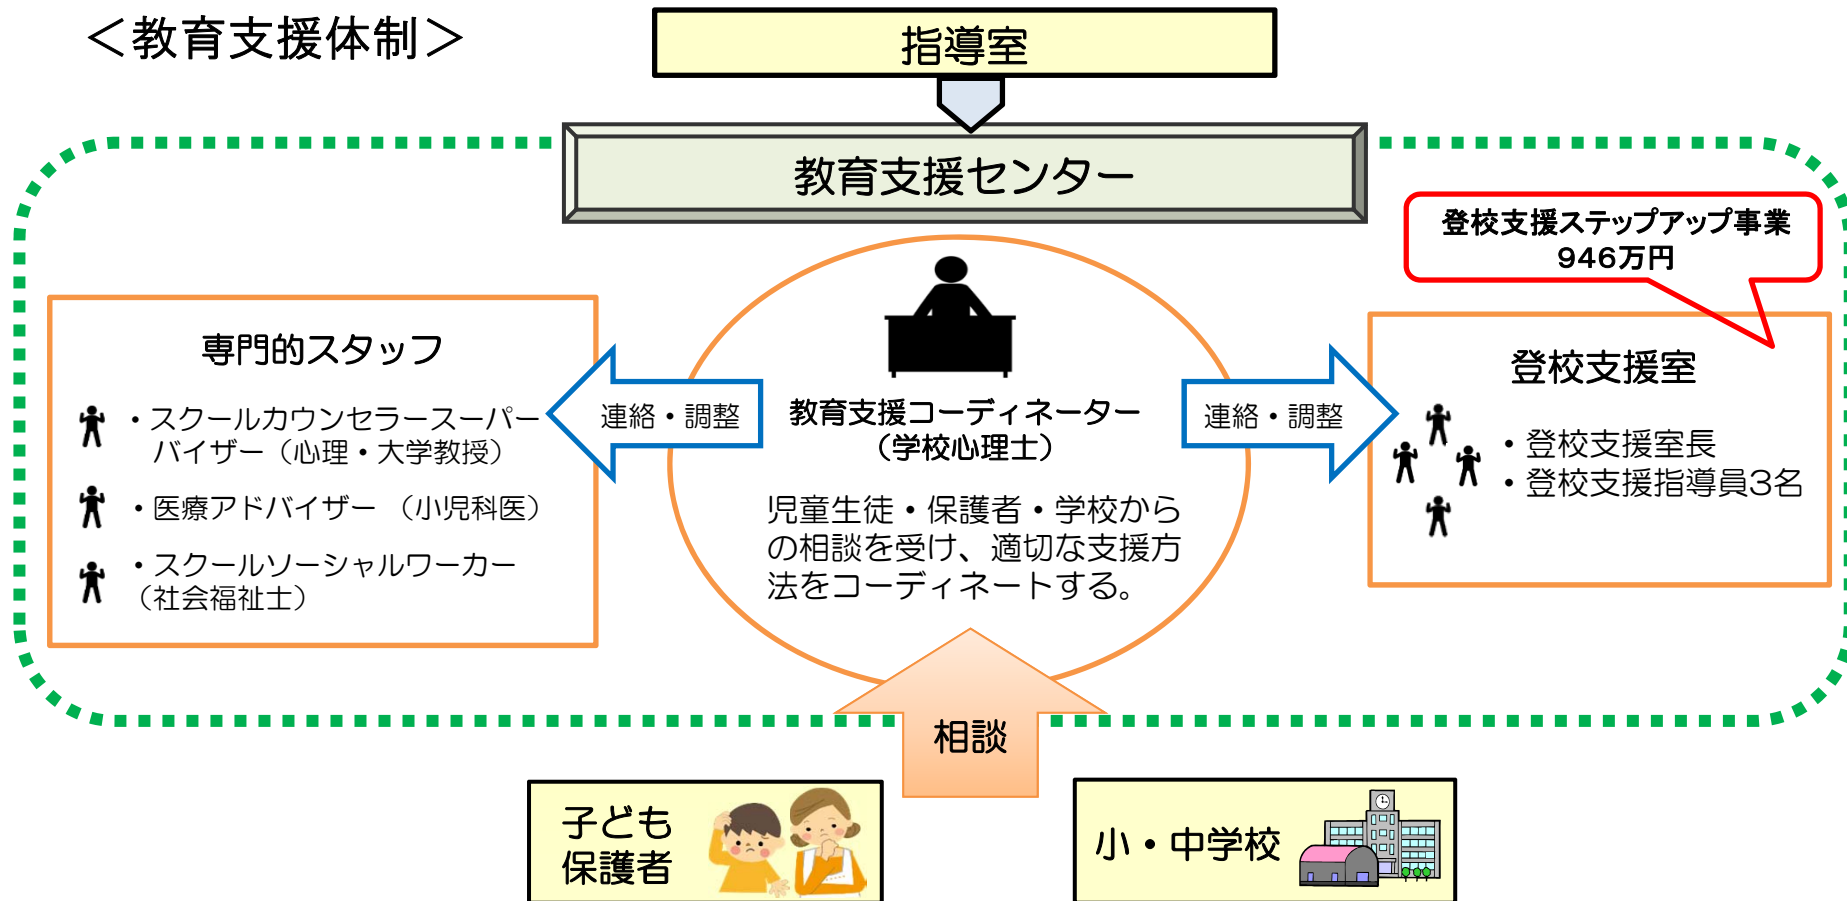 ＜教育支援体制＞
指導室
教育支援センター
登校支援ステップアップ事業
946万円
専門的スタッフ
・スクールカウンセラースーパー
バイザー（心理・大学教授）
・医療アドバイザー （小児科医）
・スクールソーシャルワーカー
（社会福祉士）
連絡・調整
教育支援コーディネーター
（学校心理士）
児童生徒・保護者・学校から
の相談を受け、適切な支援方
法をコーディネートする。
連絡・調整
登校支援室
・登校支援室長
・登校支援指導員3名
相談
子ども
保護者
小・中学校